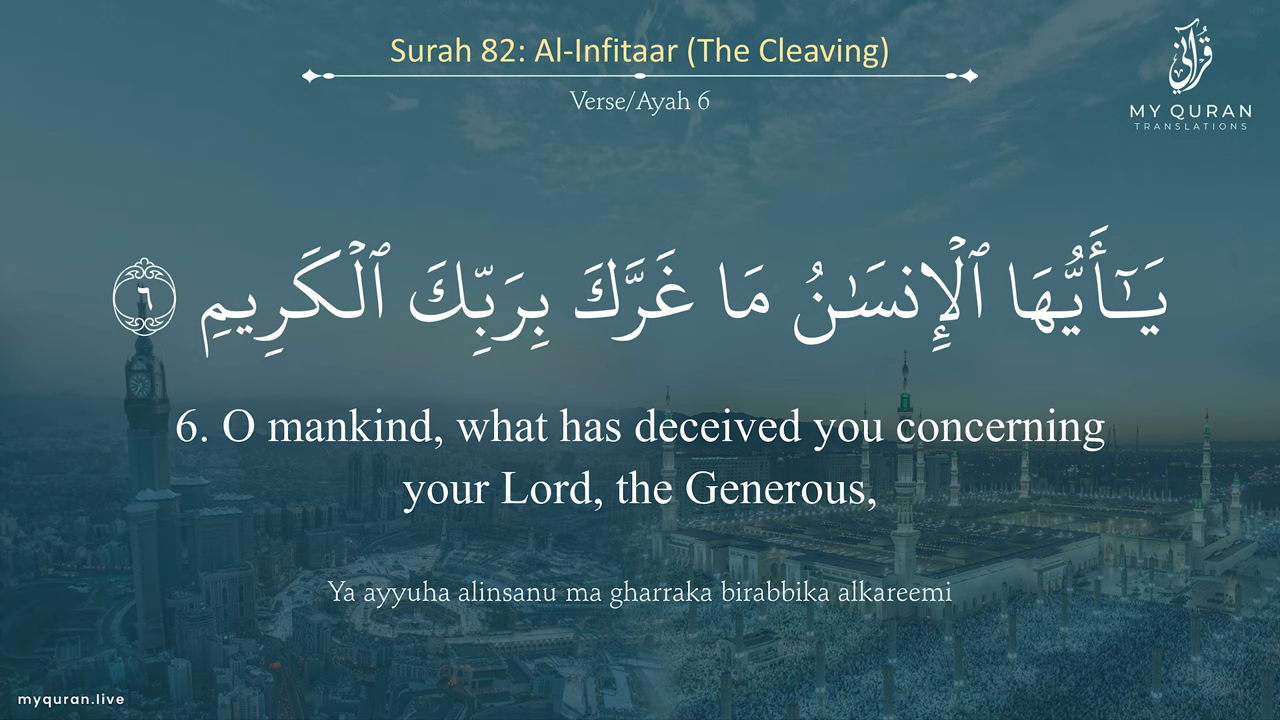 Surah 82: Al-Infitaar (The Cleaving)
Verse/Ayah 6
قرآني
MY QURAN
TRANSLATIONS
يَـٰٓأَيُّهَا ٱلْإِنسَـٰنُ مَا غَرَّكَ بِرَبِّكَ ٱلْكَرِيمِ ٦
6. O mankind, what has deceived you concerning
your Lord, the Generous,
Ya ayyuha alinsanu ma gharraka birabbika alkareemi
myquran.live